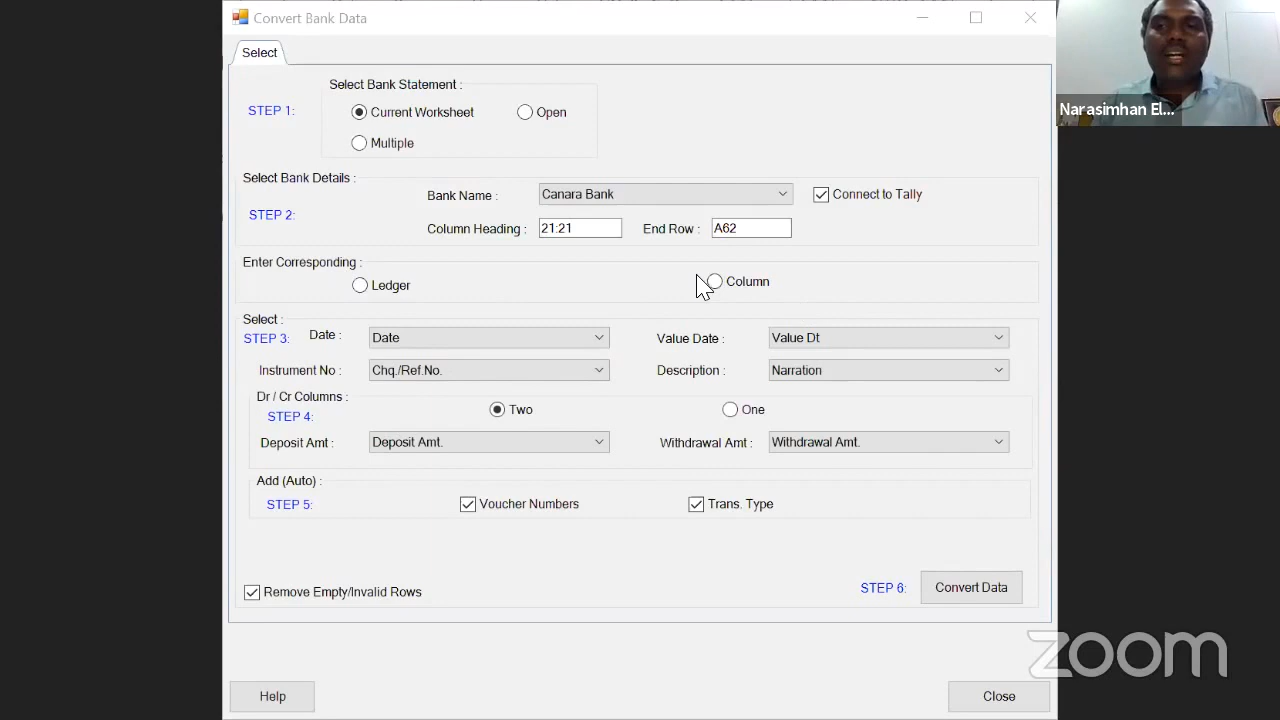 Convert Bank Data
Select
Select Bank Statement :
STEP 1:
Current Worksheet
Open
Multiple
Select Bank Details :
STEP 2:
Bank Name :
Canara Bank
Connect to Tally
Column Heading :
21:21
End Row :
A62
Enter Corresponding :
Ledger
Column
Select :
STEP 3:
Date :
Date
Value Date :
Value Dt
Instrument No :
Chq./Ref.No.
Description :
Narration
Dr / Cr Columns :
STEP 4:
Two
One
Deposit Amt :
Deposit Amt.
Withdrawal Amt :
Withdrawal Amt.
Add (Auto) :
STEP 5:
Voucher Numbers
Trans. Type
Remove Empty/Invalid Rows
STEP 6:
Convert Data
Help
Close
Narasimhan El...
zoom